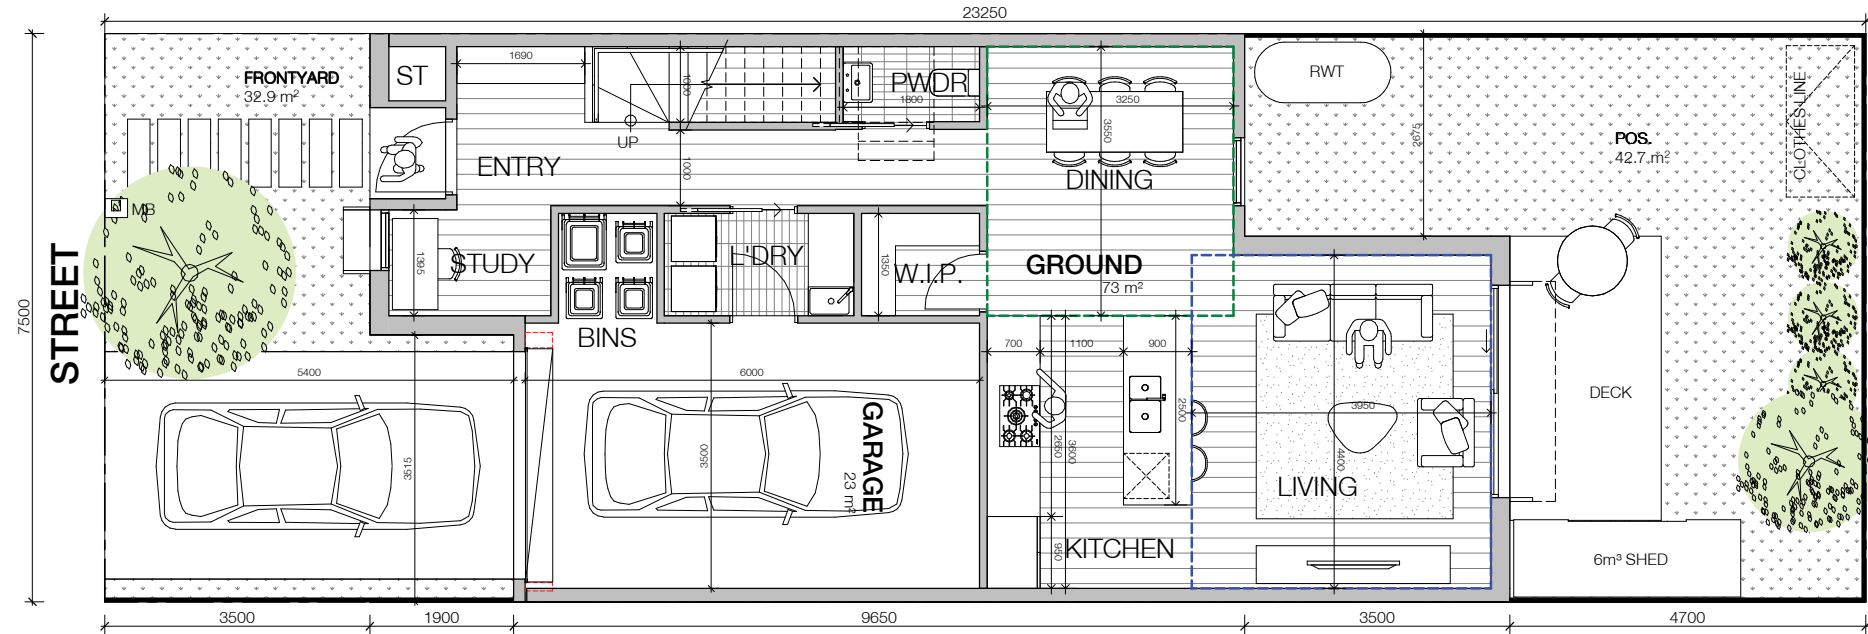 23250
1690
FRONTYARD
32.9 m²
ST
1000
PWDR
1800
3250
3550
RWT
2675
POS.
42.7 m²
CLOTHES LINE
UP
ENTRY
1000
DINING
MB
7500
STREET
1395
STUDY
L'DRY
1350
W.I.P.
GROUND
73 m²
BINS
700
1100
900
5400
6000
DECK
3950
2500
3515
3500
GARAGE
23 m²
2650
3600
4400
LIVING
950
KITCHEN
6m³ SHED
3500
1900
9650
3500
4700